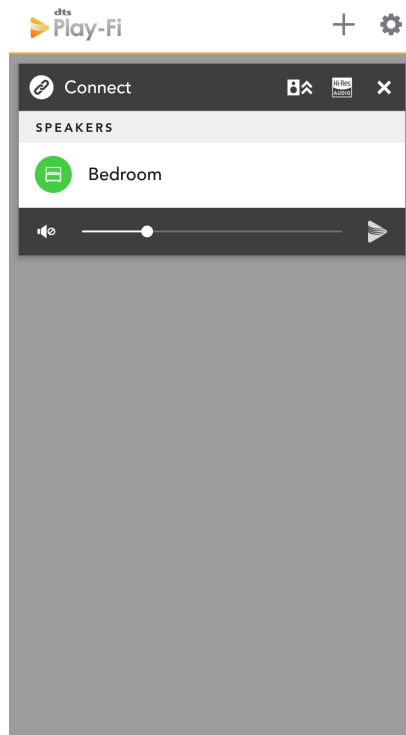 dts
Play-Fi
Connect
Hi-Res
AUDIO
SPEAKERS
Bedroom